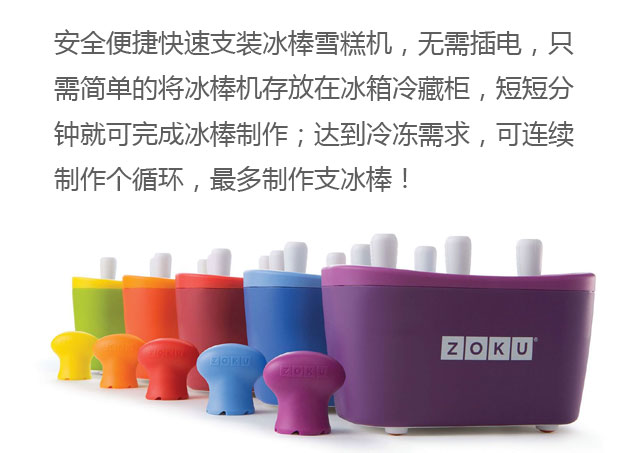 安全便捷快速支装冰棒雪糕机，无需插电，只
需简单的将冰棒机存放在冰箱冷藏柜，短短分
钟就可完成冰棒制作；达到冷冻需求，可连续
制作个循环，最多制作支冰棒！
ZOKU
ZOKU
ZOKU
ZOKU